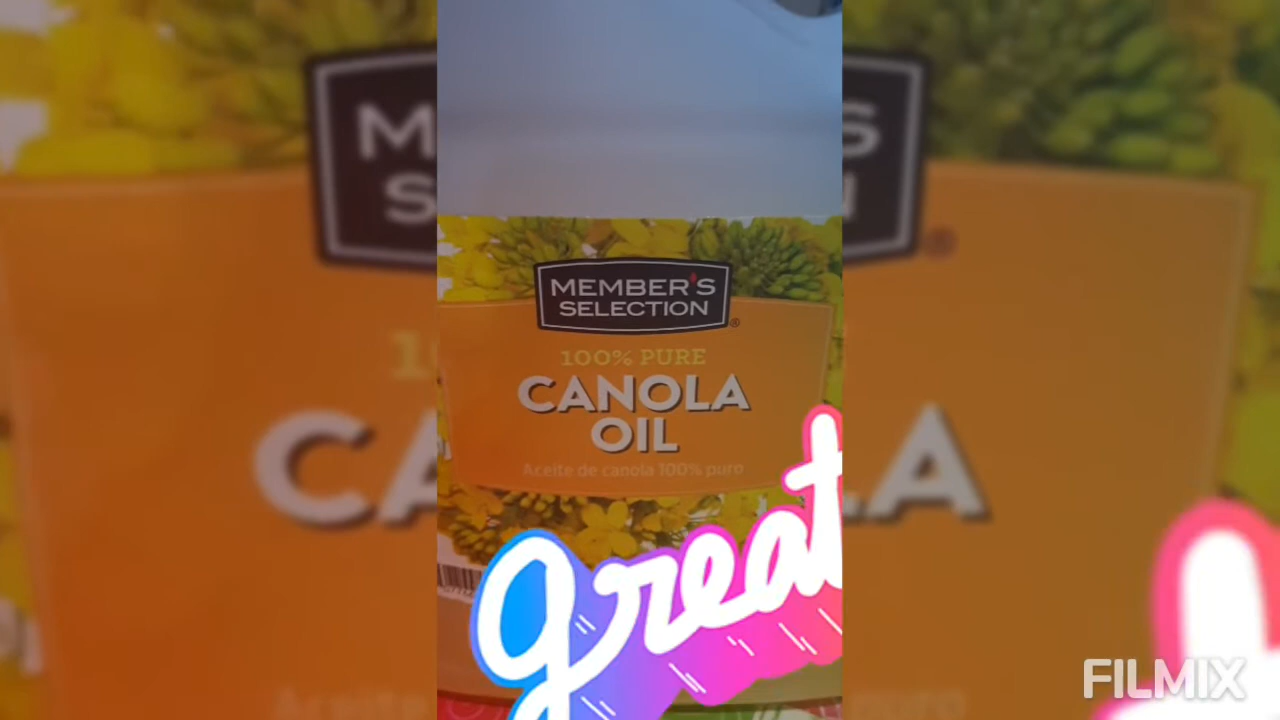 MEMBER'S
SELECTION
®
100% PURE
CANOLA
OIL
Aceite de canola 100% puro
great
FILMIX